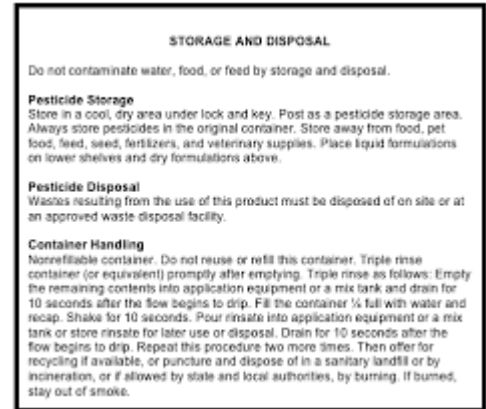 STORAGE AND DISPOSAL
Do not contaminate water, food, or feed by storage and disposal.
Pesticide Storage
Store in a cool, dry area under lock and key. Post as a pesticide storage area.
Always store pesticides in the original container. Store away from food, pet
food, feed, seed, fertilizers, and veterinary supplies. Place liquid formulations
on lower shelves and dry formulations above.
Pesticide Disposal
Wastes resulting from the use of this product must be disposed of on site or at
an approved waste disposal facility.
Container Handling
Nonrefillable container. Do not reuse or refill this container. Triple rinse
container (or equivalent) promptly after emptying. Triple rinse as follows: Empty
the remaining contents into application equipment or a mix tank and drain for
10 seconds after the flow begins to drip. Fill the container ¼ full with water and
recap. Shake for 10 seconds. Pour rinsate into application equipment or a mix
tank or store rinsate for later use or disposal. Drain for 10 seconds after the
flow begins to drip. Repeat this procedure two more times. Then offer for
recycling if available, or puncture and dispose of in a sanitary landfill or by
incineration, or if allowed by state and local authorities, by burning. If burned,
stay out of smoke.